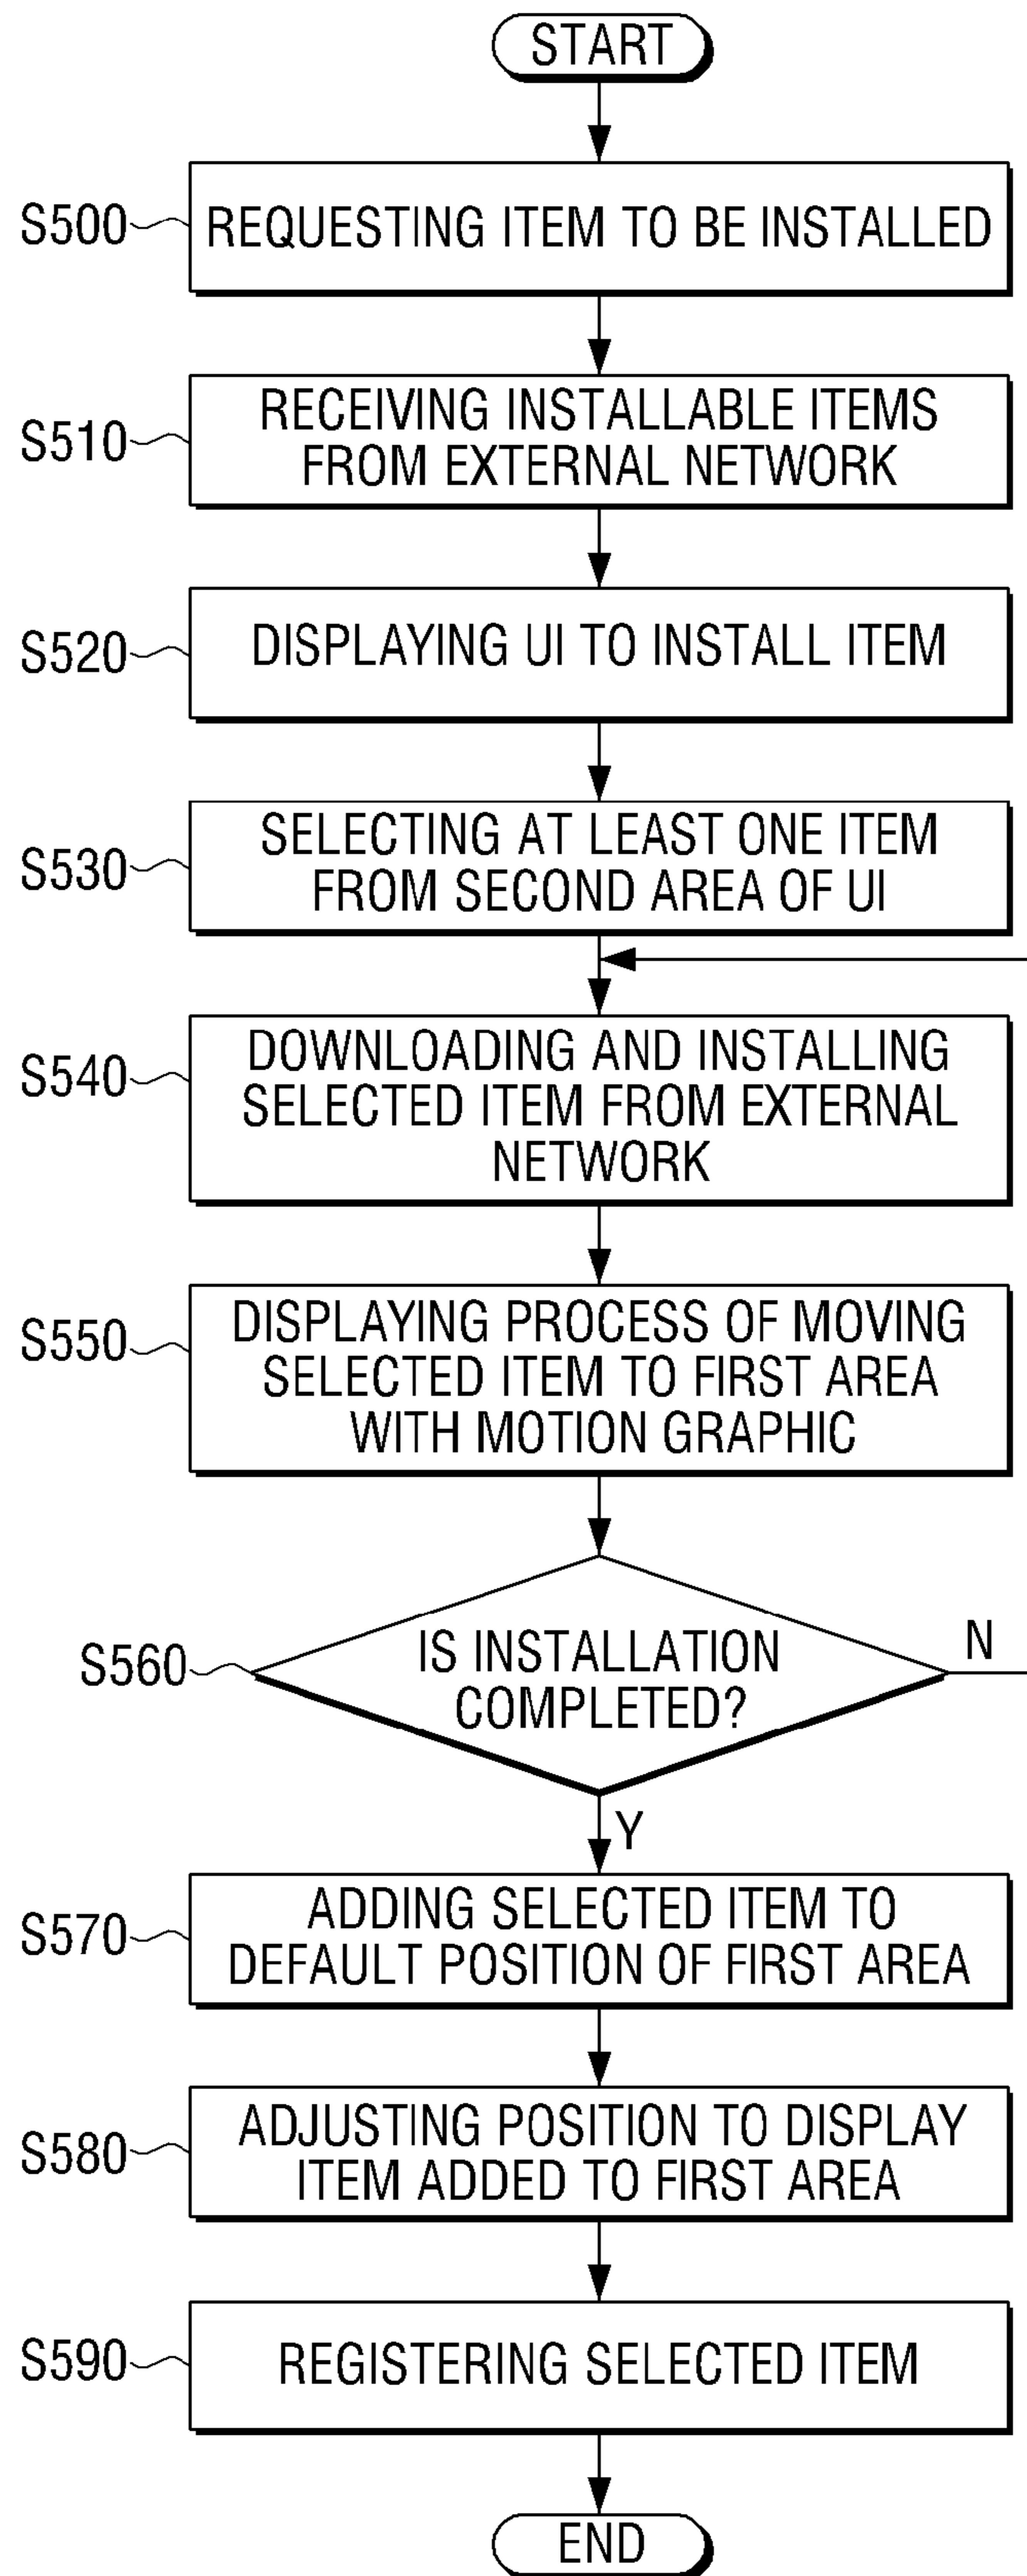 START
S500
REQUESTING ITEM TO BE INSTALLED
S510
RECEIVING INSTALLABLE ITEMS
FROM EXTERNAL NETWORK
S520
DISPLAYING UI TO INSTALL ITEM
S530
SELECTING AT LEAST ONE ITEM
FROM SECOND AREA OF UI
S540
DOWNLOADING AND INSTALLING
SELECTED ITEM FROM EXTERNAL
NETWORK
S550
DISPLAYING PROCESS OF MOVING
SELECTED ITEM TO FIRST AREA
WITH MOTION GRAPHIC
S560
IS INSTALLATION
COMPLETED?
N
Y
S570
ADDING SELECTED ITEM TO
DEFAULT POSITION OF FIRST AREA
S580
ADJUSTING POSITION TO DISPLAY
ITEM ADDED TO FIRST AREA
S590
REGISTERING SELECTED ITEM
END